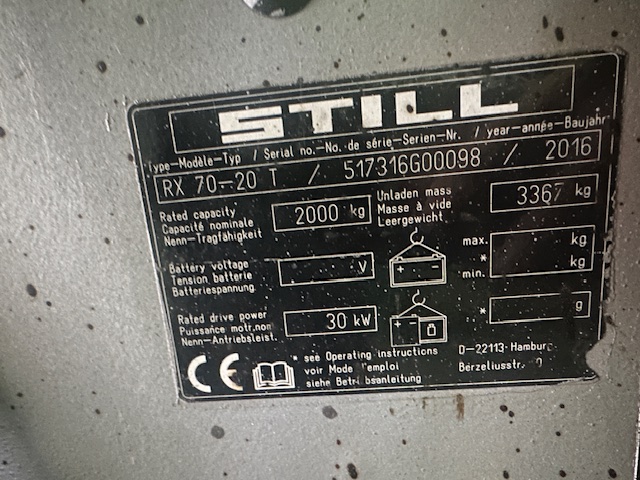 STILL
Type-Modèle-Typ / Serial no.-No. de série-Serien-Nr. / year-année-Baujahr
RX 70-20 T / 517316G00098 / 2016
Rated capacity
Capacité nominale
Nenn-Tragfähigkeit
2000 kg
Unladen mass
Masse à vide
Leergewicht
3367 kg
Battery voltage
Tension batterie
Batteriespannung
V
+ -
max. kg
* kg
min.
Rated drive power
Puissance motr.nom
Nenn-Antriebsleist.
30 kW
+ -
* g
CE
* see Operating instructions
voir Mode d'emploi
siehe Betriebsanleitung
D-22113-Hamburg
Berzeliusstr.